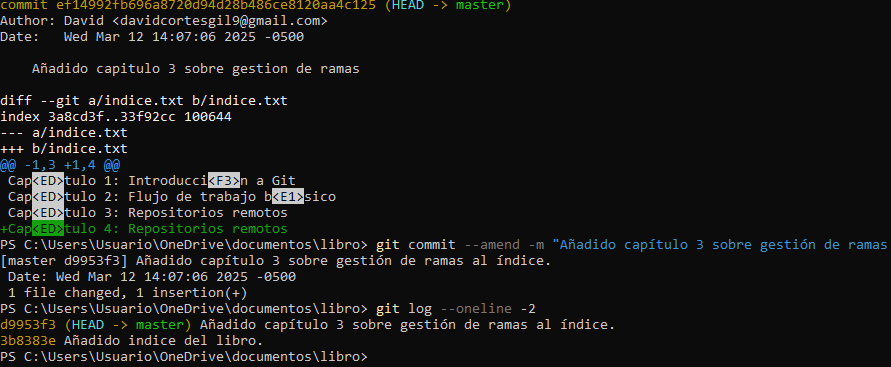 commit ef14992fb696a8720d94d28b486ce8120aa4c125 (HEAD -> master)
Author: David <davidcortesgil9@gmail.com>
Date:   Wed Mar 12 14:07:06 2025 -0500
    Añadido capitulo 3 sobre gestion de ramas
diff --git a/indice.txt b/indice.txt
index 3a8cd3f..33f92cc 100644
--- a/indice.txt
+++ b/indice.txt
@@ -1,3 +1,4 @@
 Cap<ED>tulo 1: Introducci<F3>n a Git
 Cap<ED>tulo 2: Flujo de trabajo b<E1>sico
 Cap<ED>tulo 3: Repositorios remotos
+Cap<ED>tulo 4: Repositorios remotos
PS C:\Users\Usuario\OneDrive\documentos\libro> git commit --amend -m "Añadido capítulo 3 sobre gestión de ramas
[master d9953f3] Añadido capítulo 3 sobre gestión de ramas al índice.
 Date: Wed Mar 12 14:07:06 2025 -0500
 1 file changed, 1 insertion(+)
PS C:\Users\Usuario\OneDrive\documentos\libro> git log --oneline -2
d9953f3 (HEAD -> master) Añadido capítulo 3 sobre gestión de ramas al índice.
3b8383e Añadido indice del libro.
PS C:\Users\Usuario\OneDrive\documentos\libro>